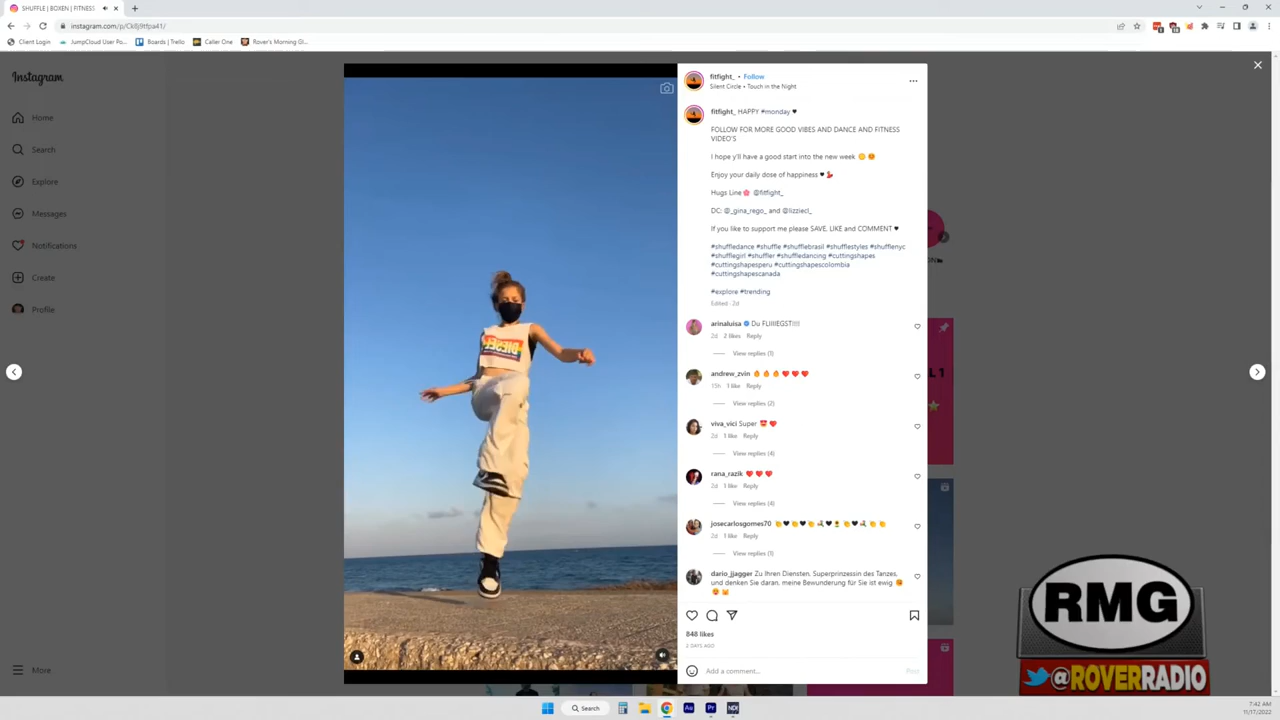 SHUFFLE | BOXEN | FITNESS
instagram.com/p/Ck8j9tfpa41/
Client Login
JumpCloud User Po...
Boards | Trello
Caller One
Rover's Morning Gl...
Instagram
Home
Search
Explore
Messages
Notifications
Create
Profile
More
DIESEL
fitfight_ • Follow
Silent Circle • Touch in the Night
fitfight_ HAPPY #monday 🖤
FOLLOW FOR MORE GOOD VIBES AND DANCE AND FITNESS
VIDEO'S
I hope y'll have a good start into the new week
Enjoy your daily dose of happiness 🖤💃
Hugs Line🌸 @fitfight_
DC: @_gina_rego_ and @lizziecl_
If you like to support me please SAVE, LIKE and COMMENT 🖤
#shuffledance #shuffle #shufflebrasil #shufflestyles #shufflenyc
#shufflegirl #shuffler #shuffledancing #cuttingshapes
#cuttingshapesperu #cuttingshapescolombia
#cuttingshapescanada
#explore #trending
Edited · 2d
arinaluisa Du FLIIIIEGST!!!!
2d 2 likes Reply
View replies (1)
andrew_zvin 🔥🔥🔥❤️❤️❤️
15h 1 like Reply
View replies (2)
viva_vici Super 😍❤️
2d 1 like Reply
View replies (4)
rana_razik ❤️❤️❤️
2d 1 like Reply
View replies (4)
josecarlosgomes70
2d 1 like Reply
View replies (1)
dario_jjagger Zu Ihren Diensten, Superprinzessin des Tanzes,
und denken Sie daran, meine Bewunderung für Sie ist ewig
848 likes
2 DAYS AGO
Add a comment...
Post
RMG
@ROVERRADIO
Search
Ae
Pr
NDI
7:42 AM
11/17/2022